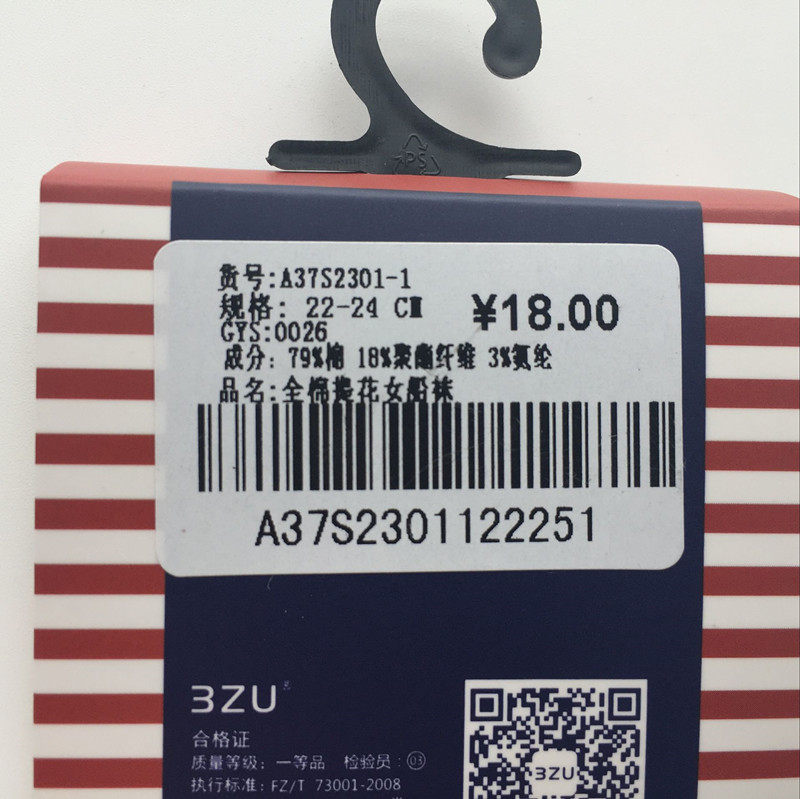 PS
货号:A37S2301-1
规格: 22-24 CM
¥18.00
GYS:0026
成分: 79%棉 18%聚酯纤维 3%氨纶
品名:全棉提花女船袜
A37S2301122251
3ZU
合格证
质量等级: 一等品 检验员:03
执行标准: FZ/T 73001-2008
3ZU